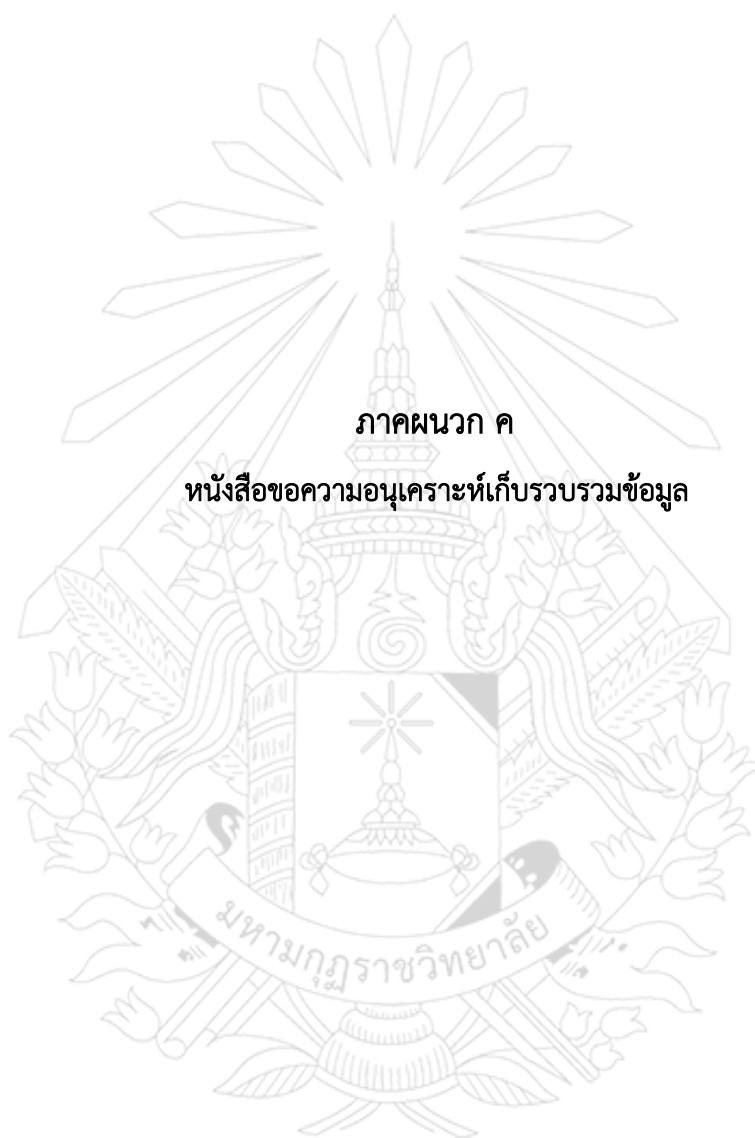 ภาคผนวก ค
หนังสือขอความอนุเคราะห์เก็บรวบรวมข้อมูล
มหามกุฏราชวิทยาลัย